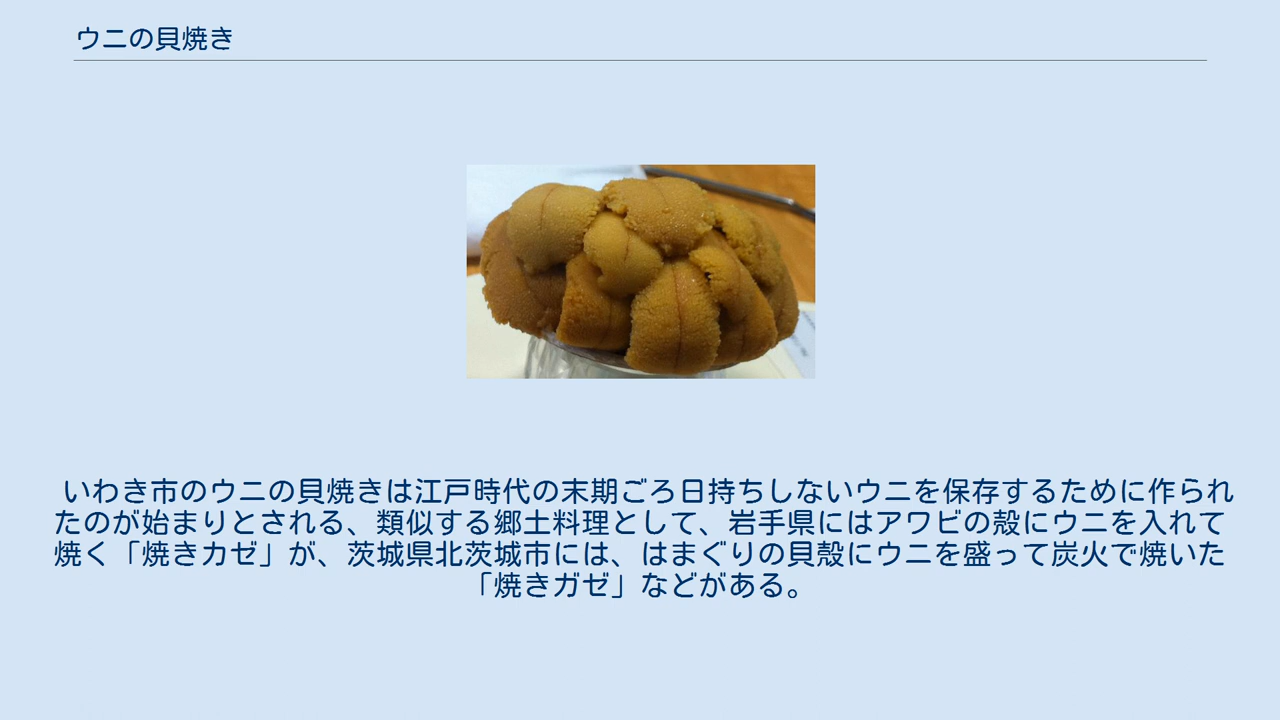 ウニの貝焼き
いわき市のウニの貝焼きは江戸時代の末期ごろ日持ちしないウニを保存するために作られ
たのが始まりとされる、類似する郷土料理として、岩手県にはアワビの殻にウニを入れて
焼く「焼きカゼ」が、茨城県北茨城市には、はまぐりの貝殻にウニを盛って炭火で焼いた
「焼きガゼ」などがある。